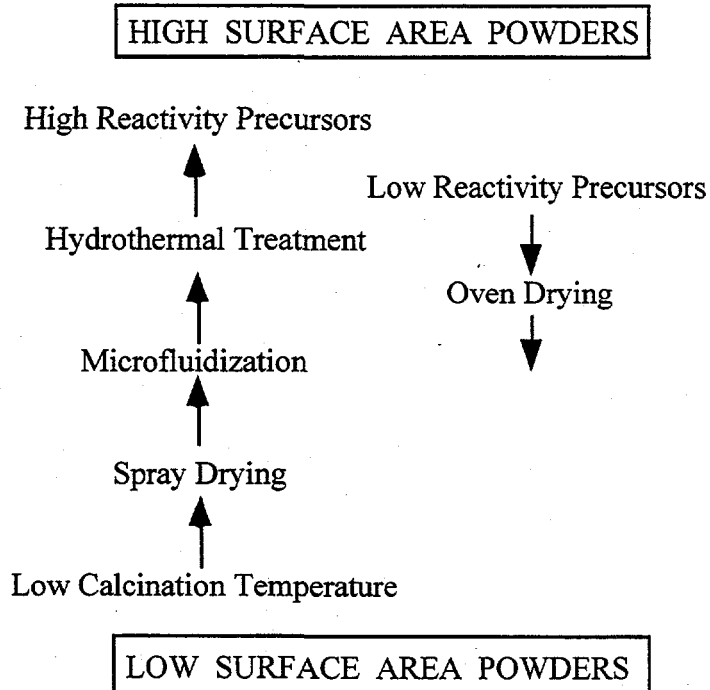 HIGH SURFACE AREA POWDERS
High Reactivity Precursors
Low Reactivity Precursors
Hydrothermal Treatment
Oven Drying
Microfluidization
Spray Drying
Low Calcination Temperature
LOW SURFACE AREA POWDERS